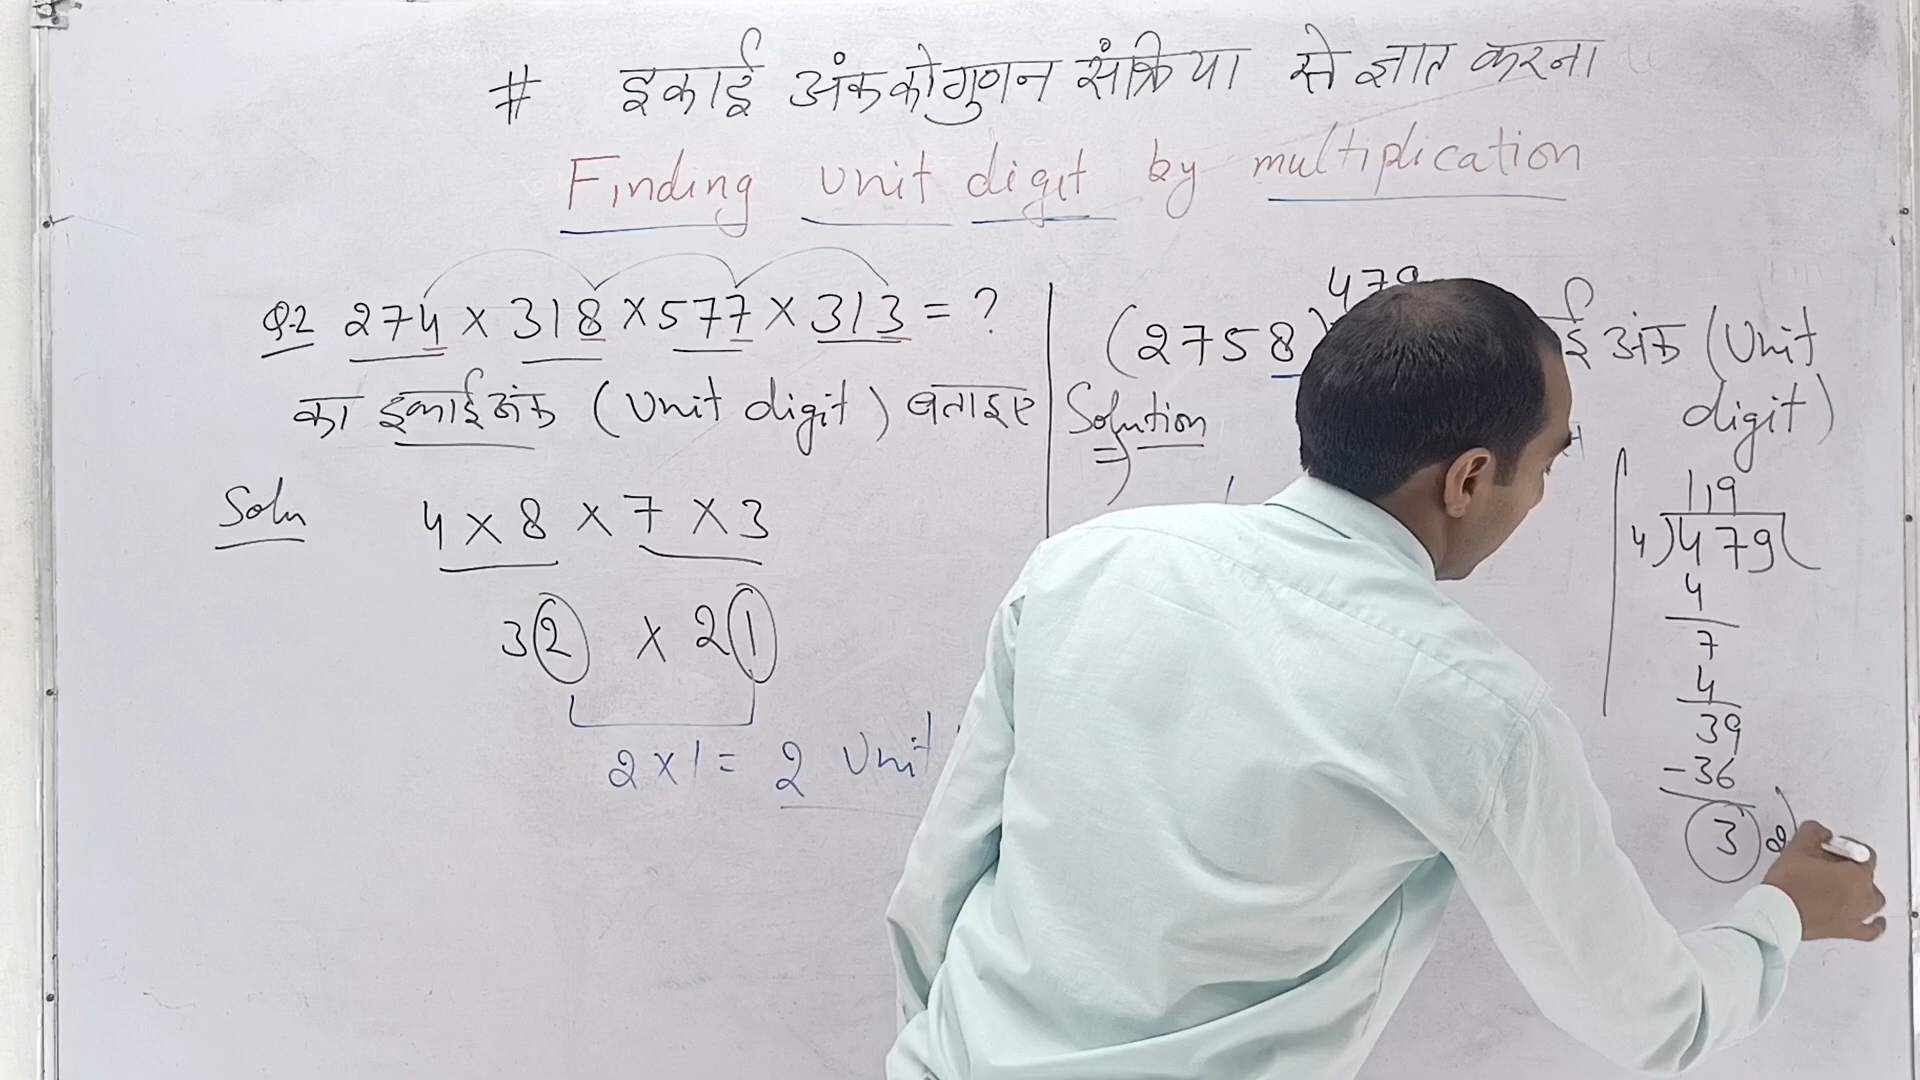 # इकाई अंक को गुणन संक्रिया से ज्ञात करना
Finding unit digit by multiplication
Q.2 274 × 318 × 577 × 313 = ?
का इकाई अंक (Unit digit) बताइए
Soln
4 × 8 × 7 × 3
32 × 21
2 × 1 = 2 Unit
(2758)
479
अंक (Unit
digit)
Solution
119
4)479(
4
7
4
39
-36
3